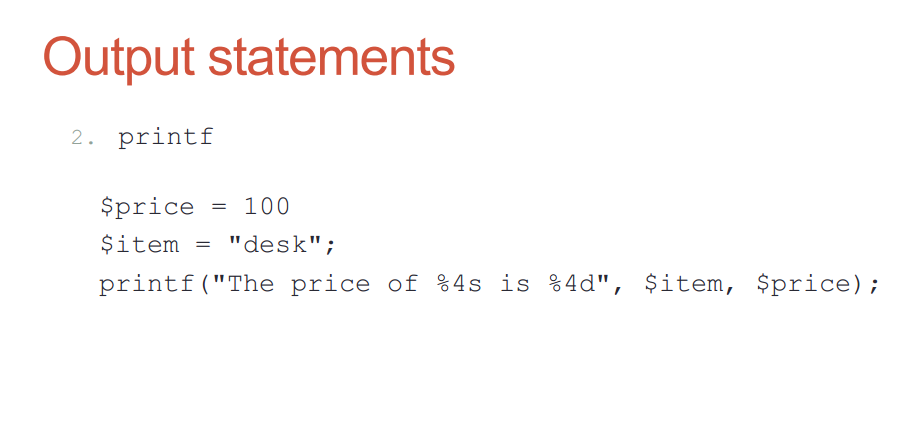 Output statements
2. printf
$price = 100
$item = "desk";
printf("The price of %4s is %4d", $item, $price);